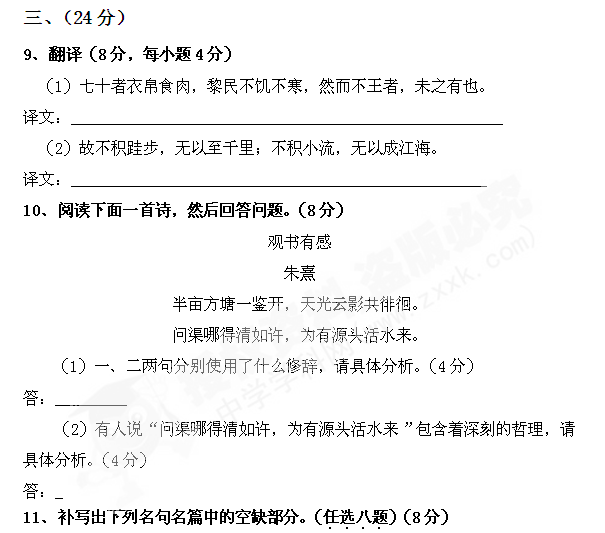 三、(24分)
9、翻译(8分，每小题4分)
(1)七十者衣帛食肉，黎民不饥不寒，然而不王者，未之有也。
译文：
(2)故不积跬步，无以至千里；不积小流，无以成江海。
译文：
10、阅读下面一首诗，然后回答问题。(8分)
观书有感
朱熹
半亩方塘一鉴开，天光云影共徘徊。
问渠哪得清如许，为有源头活水来。
(1)一、二两句分别使用了什么修辞，请具体分析。(4分)
答：
(2)有人说“问渠哪得清如许，为有源头活水来”包含着深刻的哲理，请
具体分析。(4分)
答：
11、补写出下列名句名篇中的空缺部分。(任选八题)(8分)